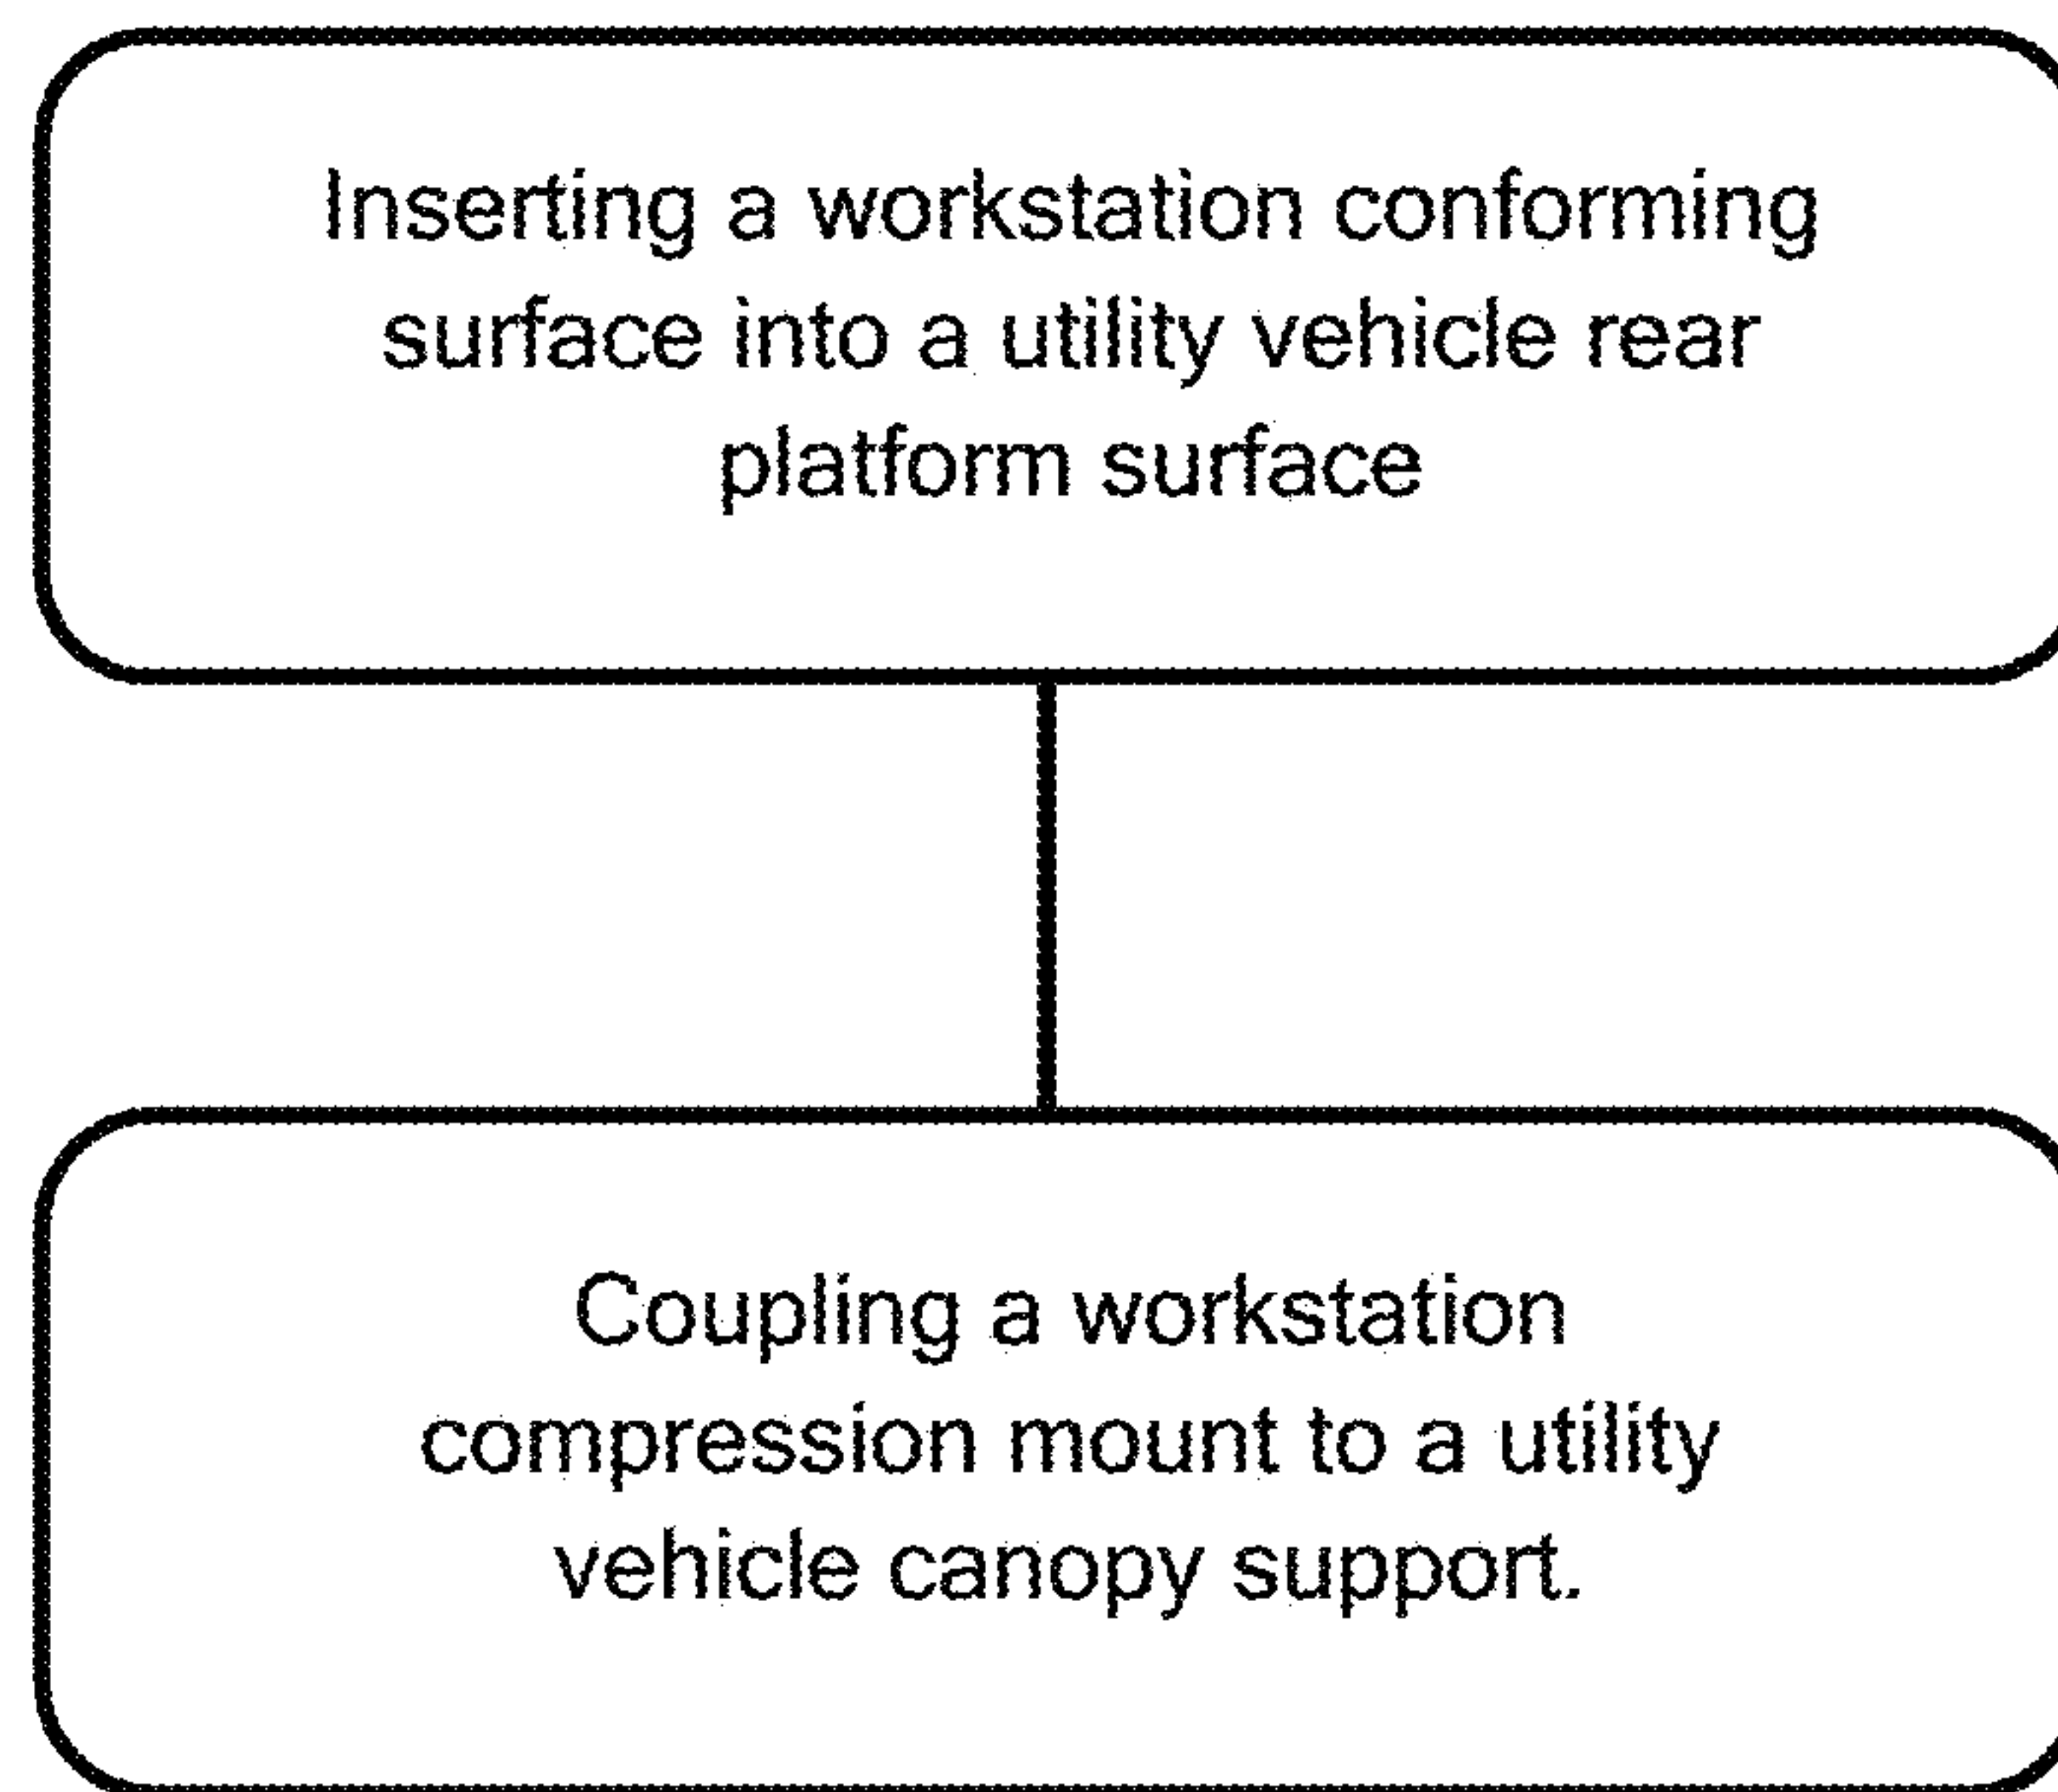 Inserting a workstation conforming
surface into a utility vehicle rear
platform surface
Coupling a workstation
compression mount to a utility
vehicle canopy support.